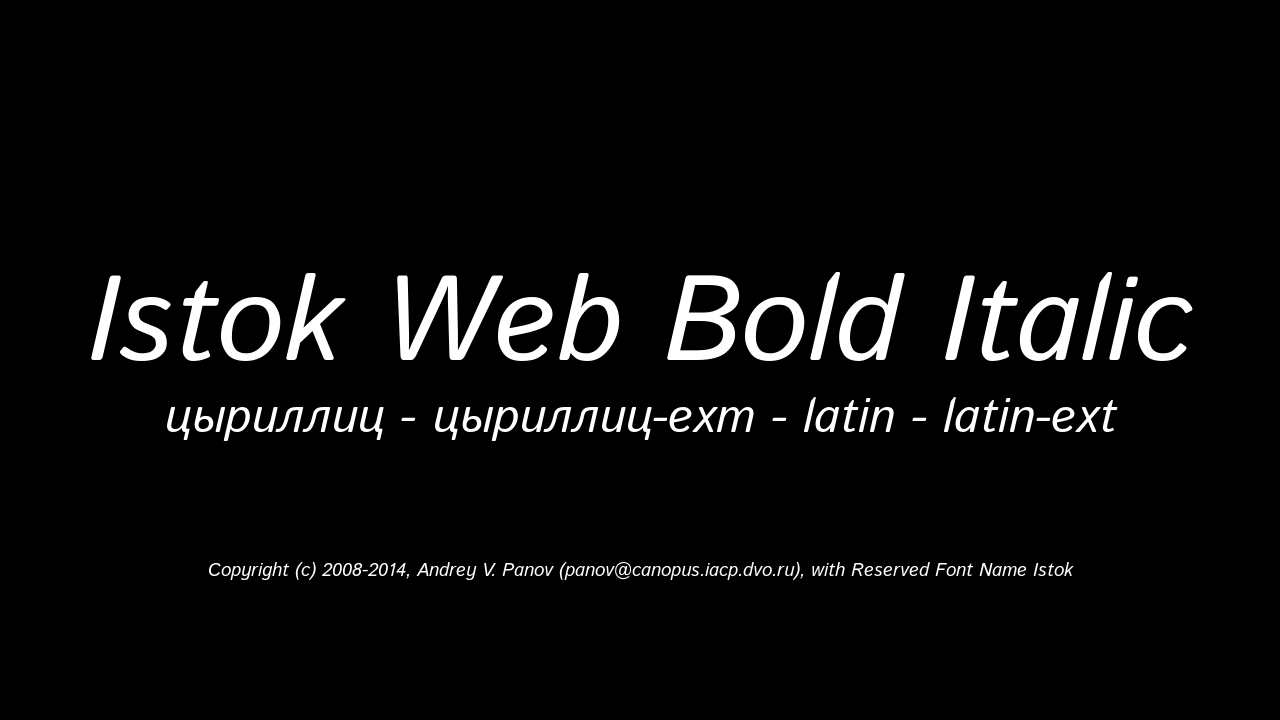 Istok Web Bold Italic
цыриллиц - цыриллиц-ехт - latin - latin-ext
Copyright (c) 2008-2014, Andrey V. Panov (panov@canopus.iacp.dvo.ru), with Reserved Font Name Istok